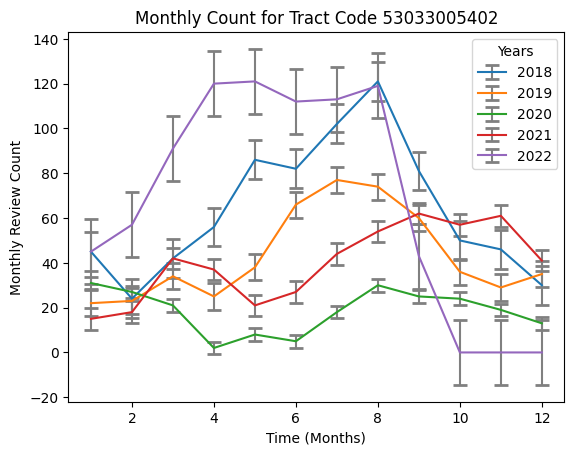 Monthly Count for Tract Code 53033005402
Monthly Review Count
140
120
100
80
60
40
20
0
−20
Years
2018
2019
2020
2021
2022
2 4 6 8 10 12
Time (Months)